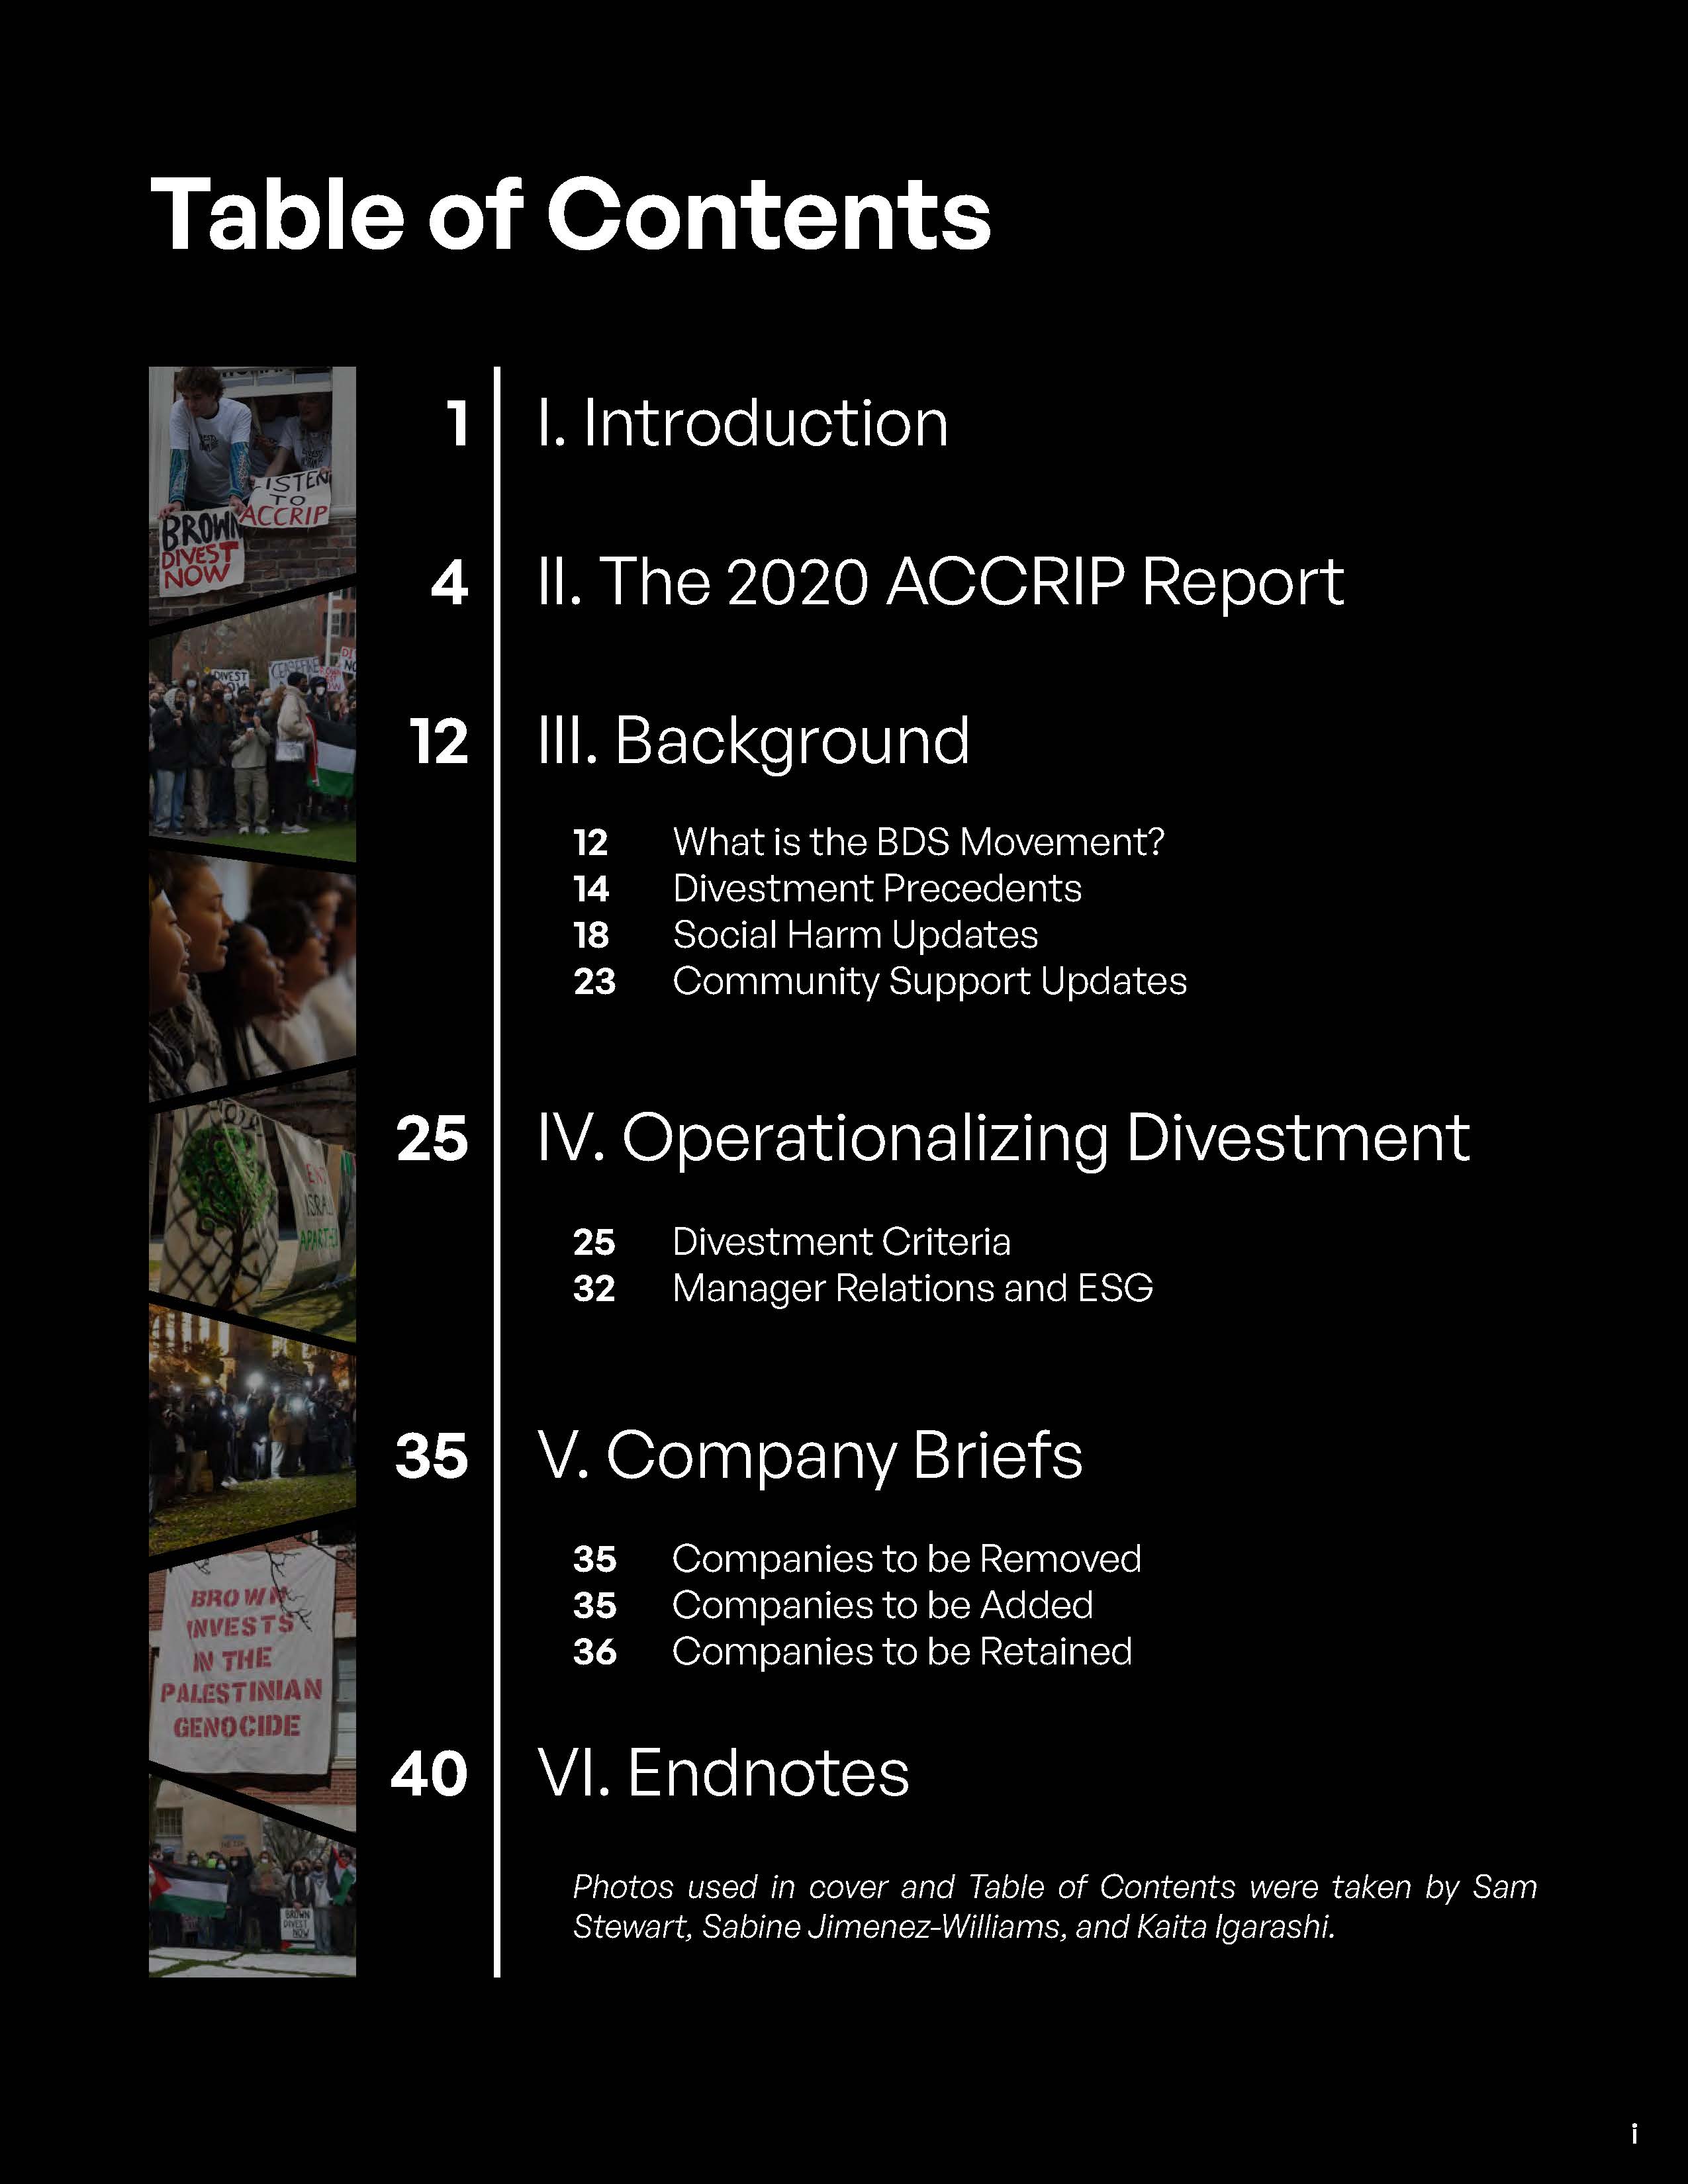 Table of Contents
BROWN
DIVEST
NOW
LISTEN
TO
ACCRIP
DIVEST
CEASEFIRE
1 I. Introduction
4 II. The 2020 ACCRIP Report
12 III. Background
12 What is the BDS Movement?
14 Divestment Precedents
18 Social Harm Updates
23 Community Support Updates
25 IV. Operationalizing Divestment
25 Divestment Criteria
32 Manager Relations and ESG
35 V. Company Briefs
35 Companies to be Removed
35 Companies to be Added
36 Companies to be Retained
BROWN
INVESTS
IN THE
PALESTINIAN
GENOCIDE
40 VI. Endnotes
BROWN
DIVEST
NOW
Photos used in cover and Table of Contents were taken by Sam
Stewart, Sabine Jimenez-Williams, and Kaita Igarashi.
i